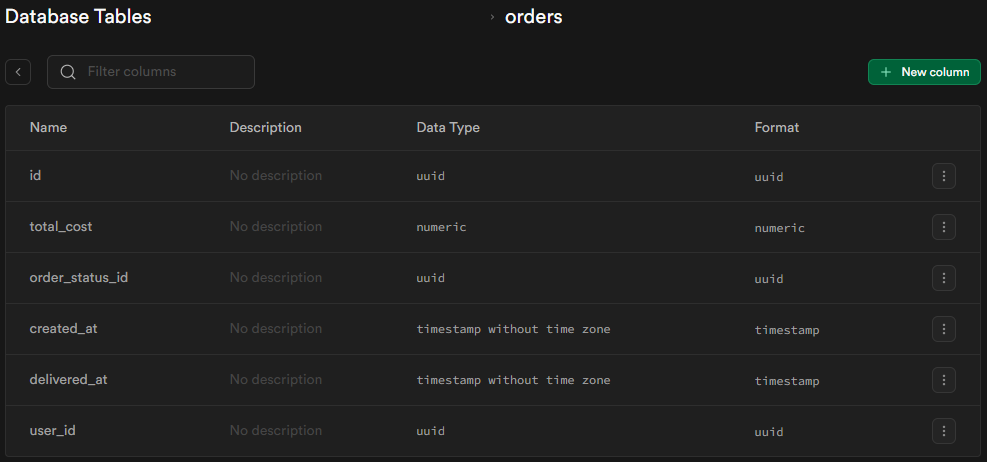 Database Tables › orders
Filter columns
+ New column
Name Description Data Type Format
id No description uuid uuid
total_cost No description numeric numeric
order_status_id No description uuid uuid
created_at No description timestamp without time zone timestamp
delivered_at No description timestamp without time zone timestamp
user_id No description uuid uuid